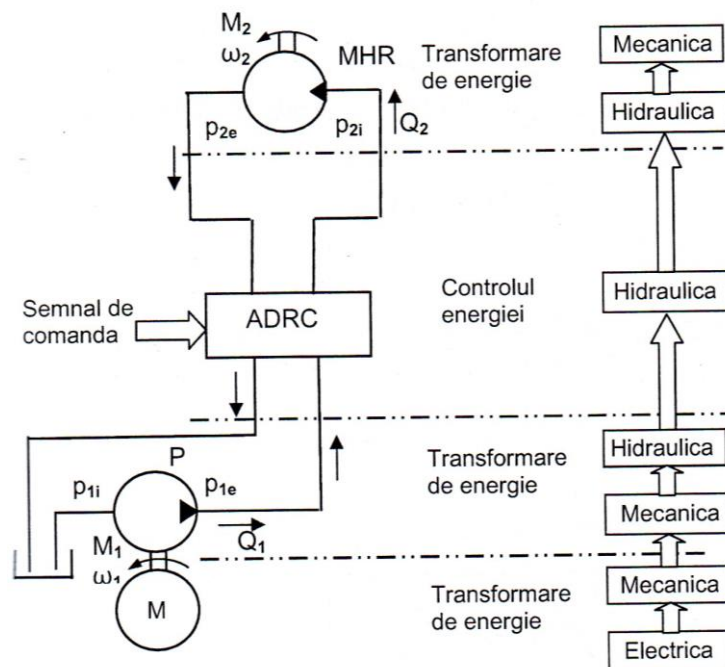 M₂
ω₂
MHR
Transformare
de energie
Mecanica
Hidraulica
p₂ₑ
p₂ᵢ
Q₂
Semnal de
comanda
ADRC
Controlul
energiei
Hidraulica
P
p₁ᵢ
p₁ₑ
Transformare
de energie
Hidraulica
Mecanica
M₁
Q₁
ω₁
M
Transformare
de energie
Mecanica
Electrica